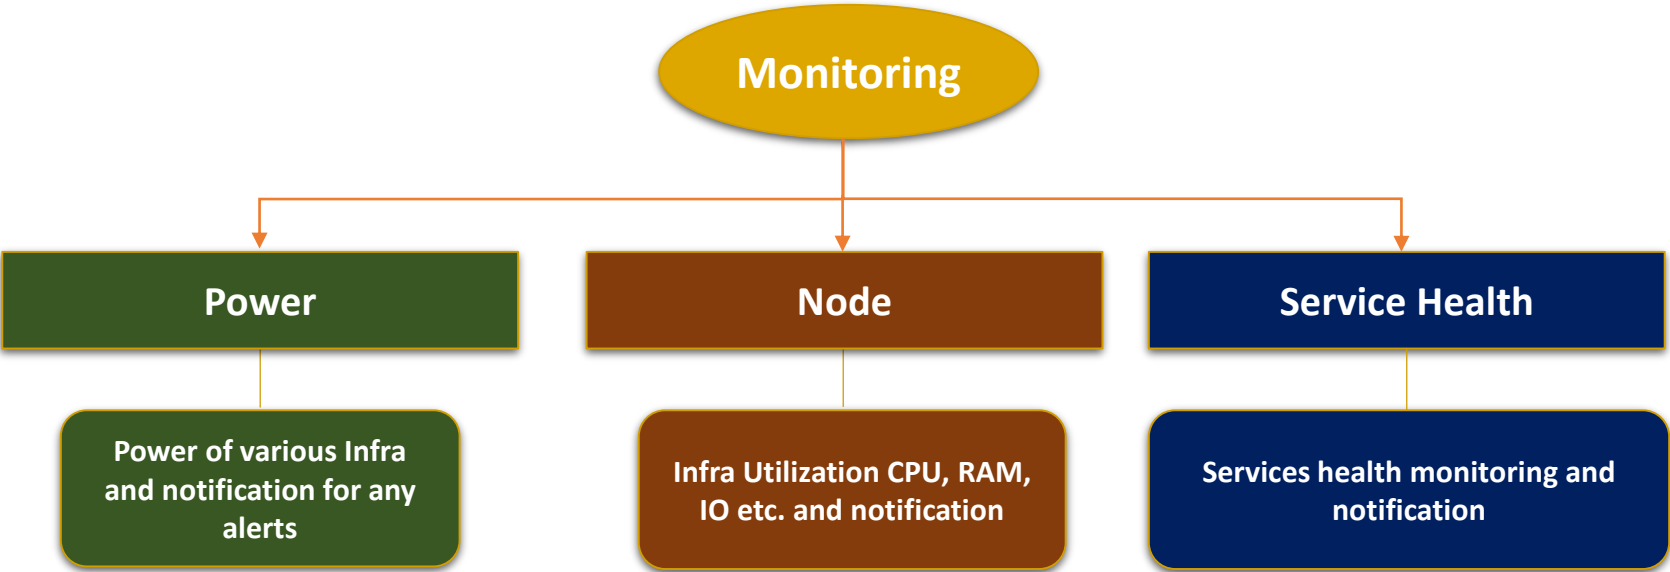 Monitoring
Power
Node
Service Health
Power of various Infra
and notification for any
alerts
Infra Utilization CPU, RAM,
IO etc. and notification
Services health monitoring and
notification